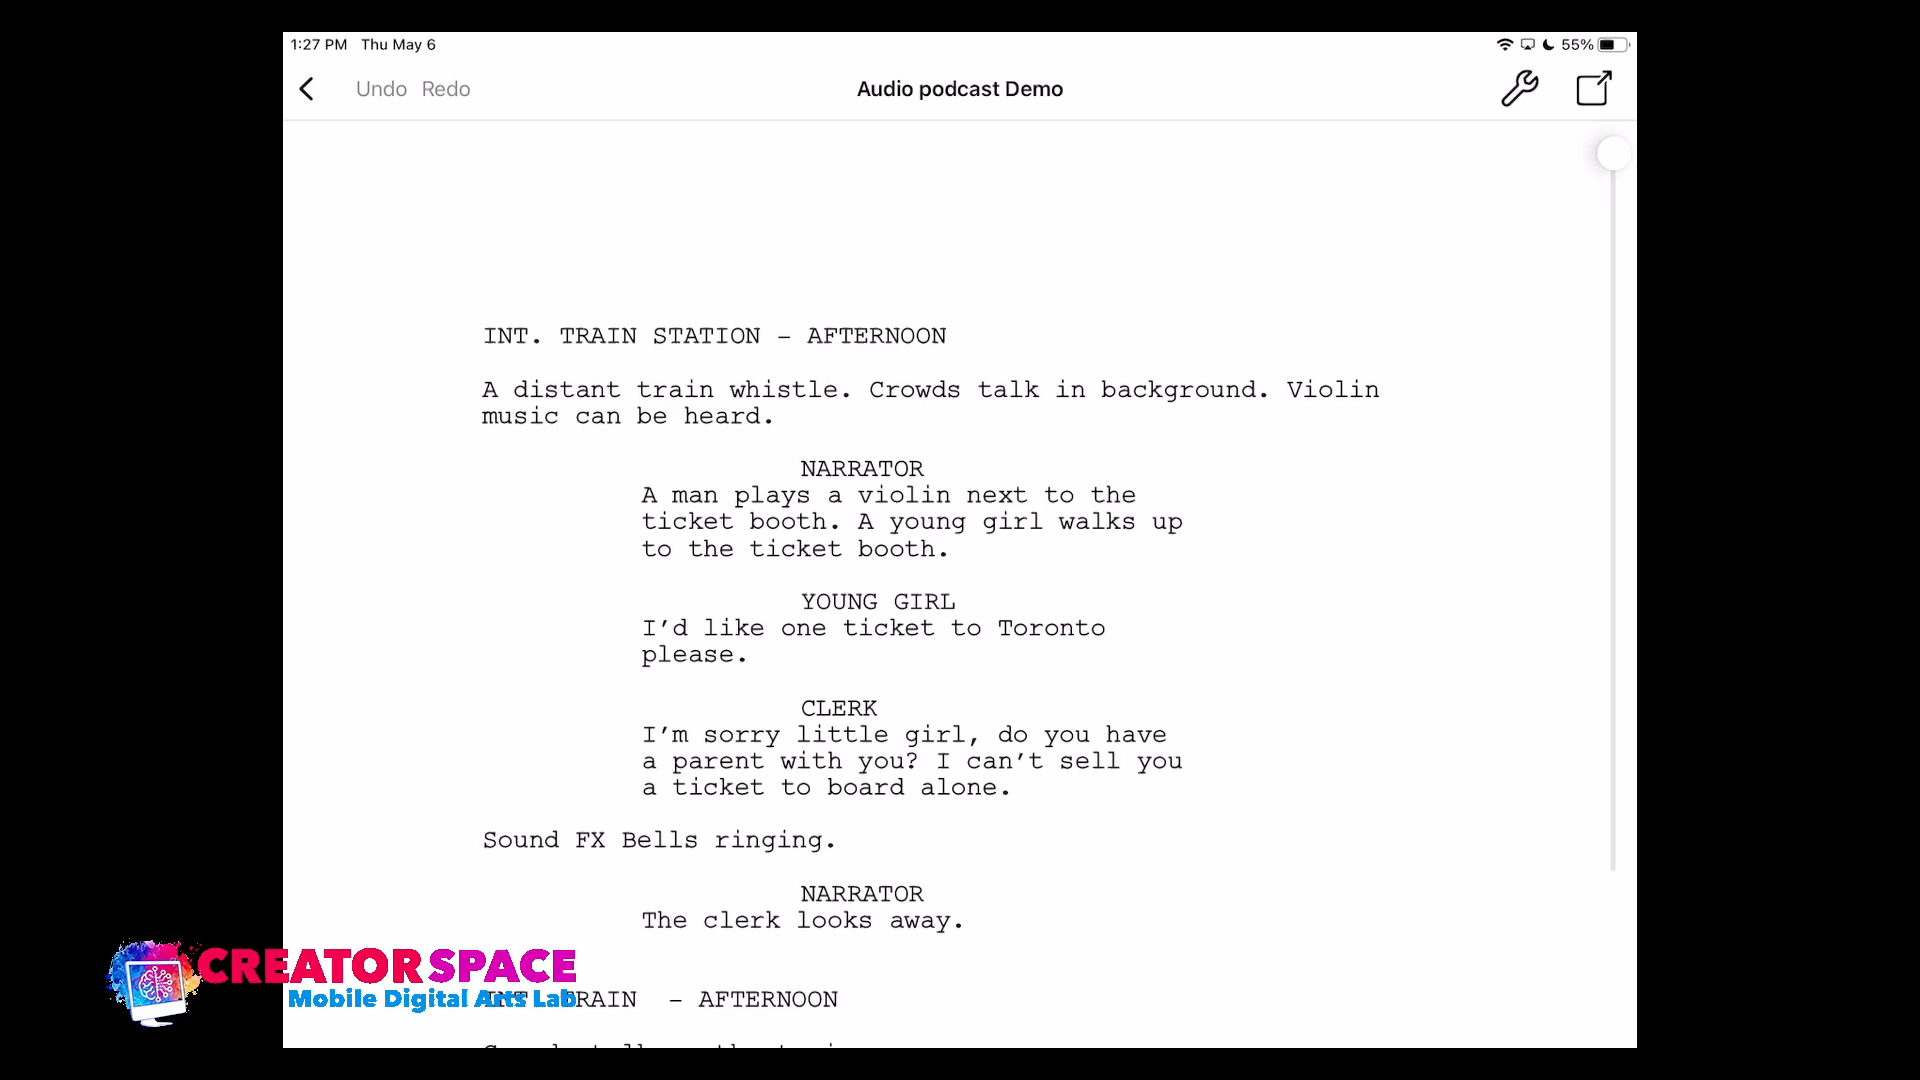 1:27 PM Thu May 6
55%
Undo Redo
Audio podcast Demo
INT. TRAIN STATION – AFTERNOON
A distant train whistle. Crowds talk in background. Violin
music can be heard.
NARRATOR
A man plays a violin next to the
ticket booth. A young girl walks up
to the ticket booth.
YOUNG GIRL
I’d like one ticket to Toronto
please.
CLERK
I’m sorry little girl, do you have
a parent with you? I can’t sell you
a ticket to board alone.
Sound FX Bells ringing.
NARRATOR
The clerk looks away.
CREATORSPACE
Mobile Digital Arts Lab
TRAIN – AFTERNOON